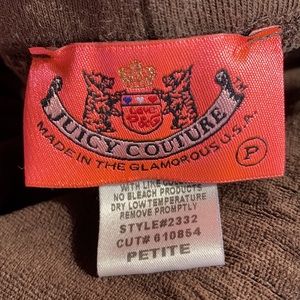 P&G
JUICY COUTURE
MADE IN THE GLAMOROUS U.S.A.
P
WITH LIKE
NO BLEACH PRODUCTS
DRY LOW TEMPERATURE
REMOVE PROMPTLY
STYLE#2332
CUT# 610854
PETITE